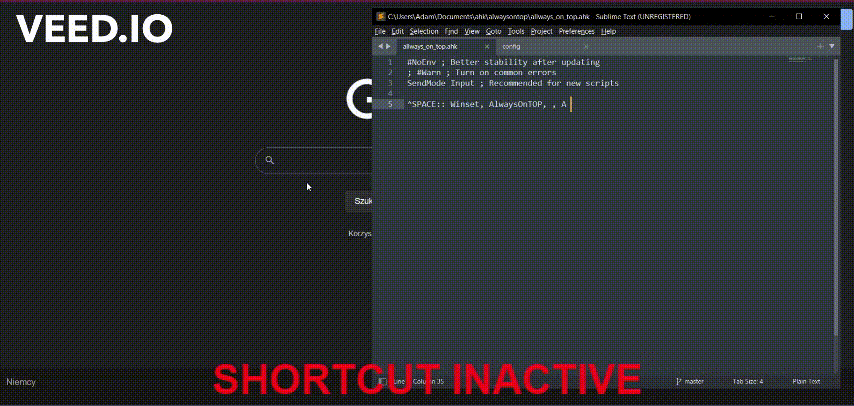 VEED.IO
C:\Users\Adam\Documents\ahk\alwaysontop\allways_on_top.ahk - Sublime Text (UNREGISTERED)
File Edit Selection Find View Goto Tools Project Preferences Help
allways_on_top.ahk
config
1 #NoEnv ; Better stability after updating
2 ; #Warn ; Turn on common errors
3 SendMode Input ; Recommended for new scripts
4
5 ^SPACE:: Winset, AlwaysOnTOP, , A
G
Szuk
Korzys
SHORTCUT INACTIVE
Niemcy
Line Column 35
master
Tab Size: 4
Plain Text